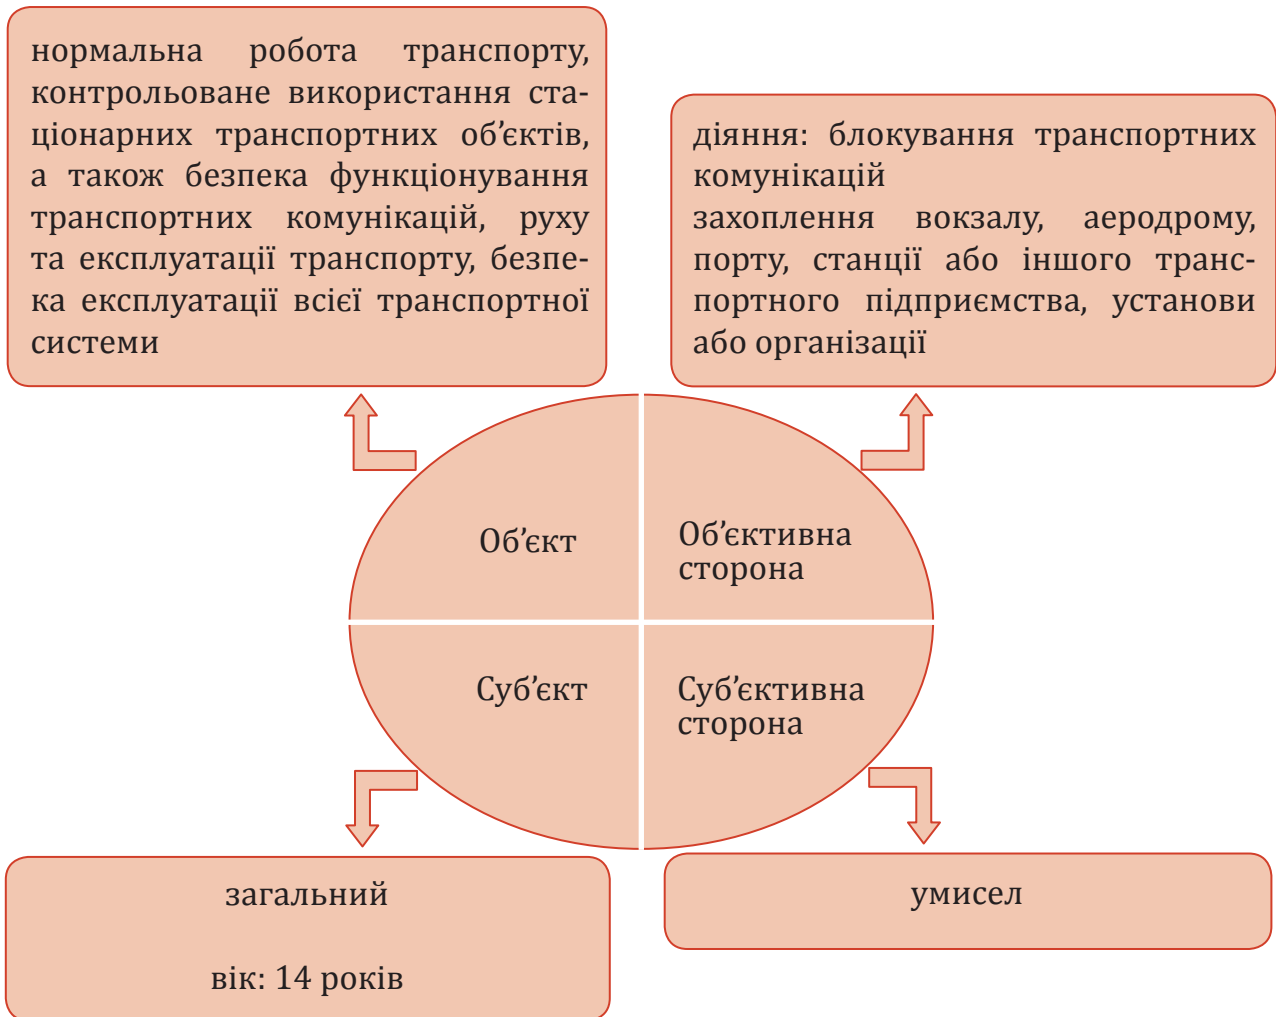 нормальна робота транспорту,
контрольоване використання ста-
ціонарних транспортних об’єктів,
а також безпека функціонування
транспортних комунікацій, руху
та експлуатації транспорту, безпе-
ка експлуатації всієї транспортної
системи
діяння: блокування транспортних
комунікацій
захоплення вокзалу, аеродрому,
порту, станції або іншого транс-
портного підприємства, установи
або організації
Об’єкт
Об’єктивна
сторона
Суб’єкт
Суб’єктивна
сторона
загальний
вік: 14 років
умисел